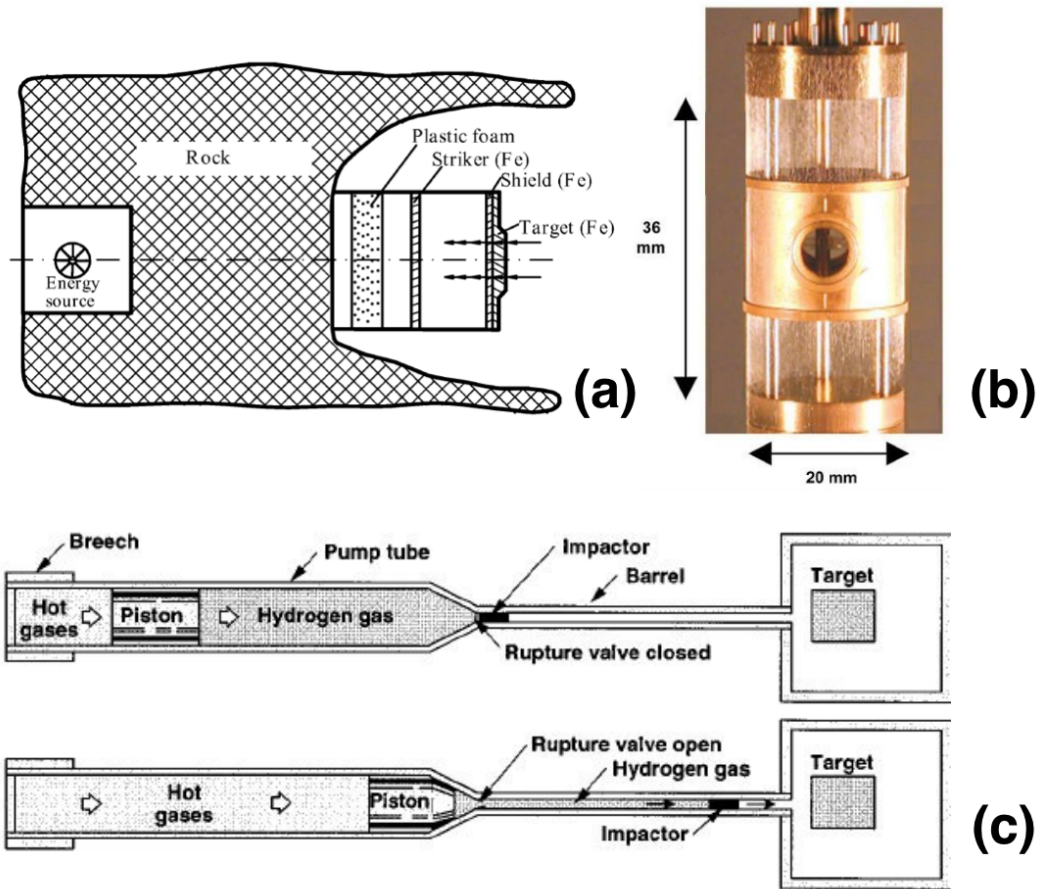 Rock
Plastic foam
Striker (Fe)
Shield (Fe)
Target (Fe)
Energy
source
(a)
36
mm
20 mm
(b)
Breech
Pump tube
Impactor
Barrel
Target
Hot
gases
Piston
Hydrogen gas
Rupture valve closed
Rupture valve open
Hydrogen gas
Target
Hot
gases
Piston
Impactor
(c)